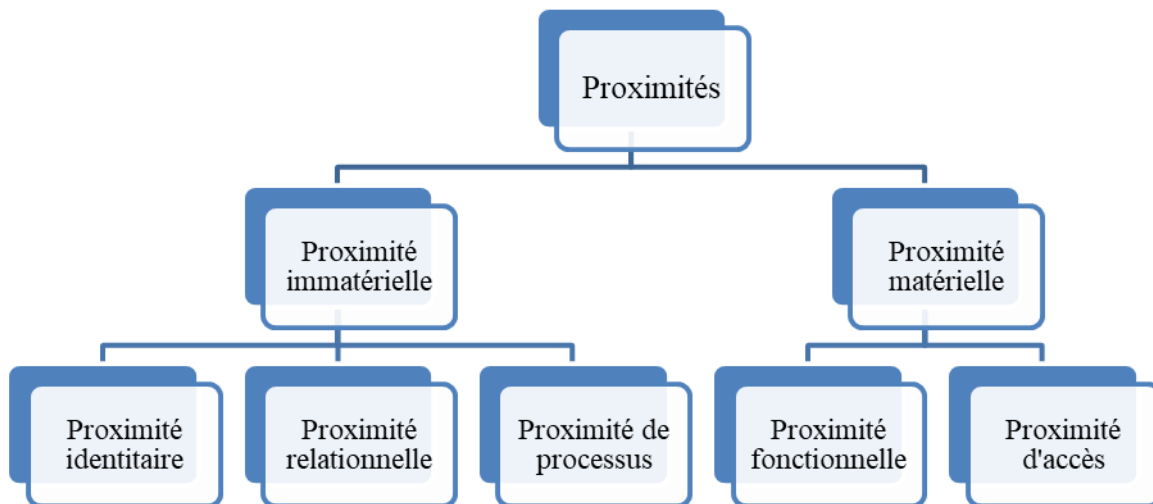 Proximités
Proximité
immatérielle
Proximité
matérielle
Proximité
identitaire
Proximité
relationnelle
Proximité de
processus
Proximité
fonctionnelle
Proximité
d'accès